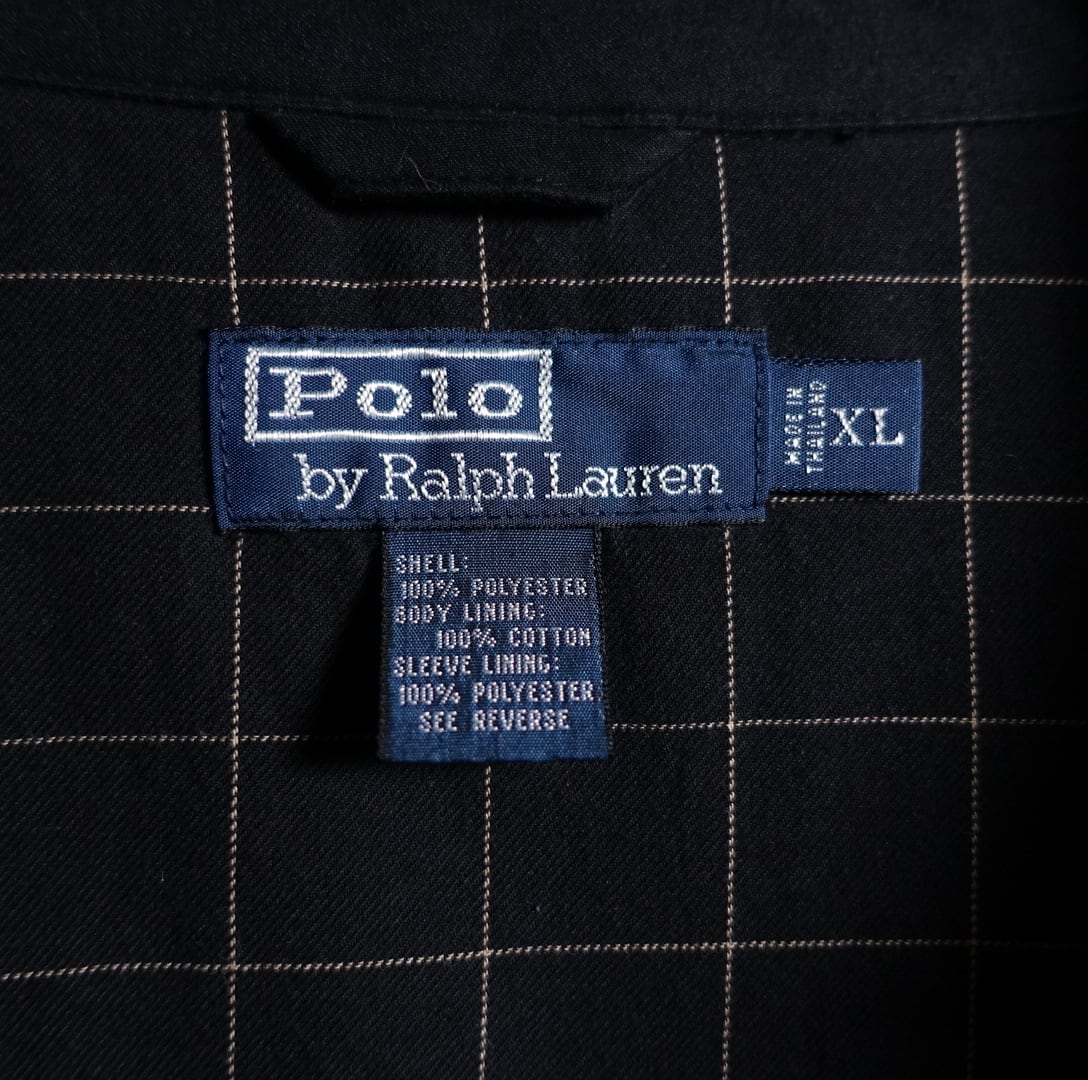 Polo
by Ralph Lauren
MADE IN
THAILAND
XL
SHELL:
100% POLYESTER
BODY LINING:
100% COTTON
SLEEVE LINING:
100% POLYESTER
SEE REVERSE